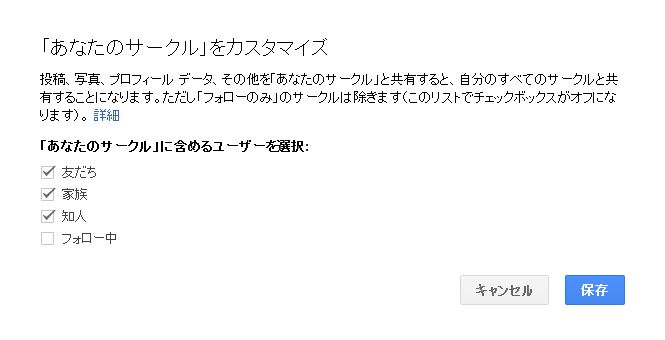 「あなたのサークル」をカスタマイズ
投稿、写真、プロフィール データ、その他を「あなたのサークル」と共有すると、自分のすべてのサークルと共
有することになります。ただし「フォローのみ」のサークルは除きます(このリストでチェックボックスがオフにな
ります)。 詳細
「あなたのサークル」に含めるユーザーを選択:
友だち
家族
知人
フォロー中
キャンセル 保存